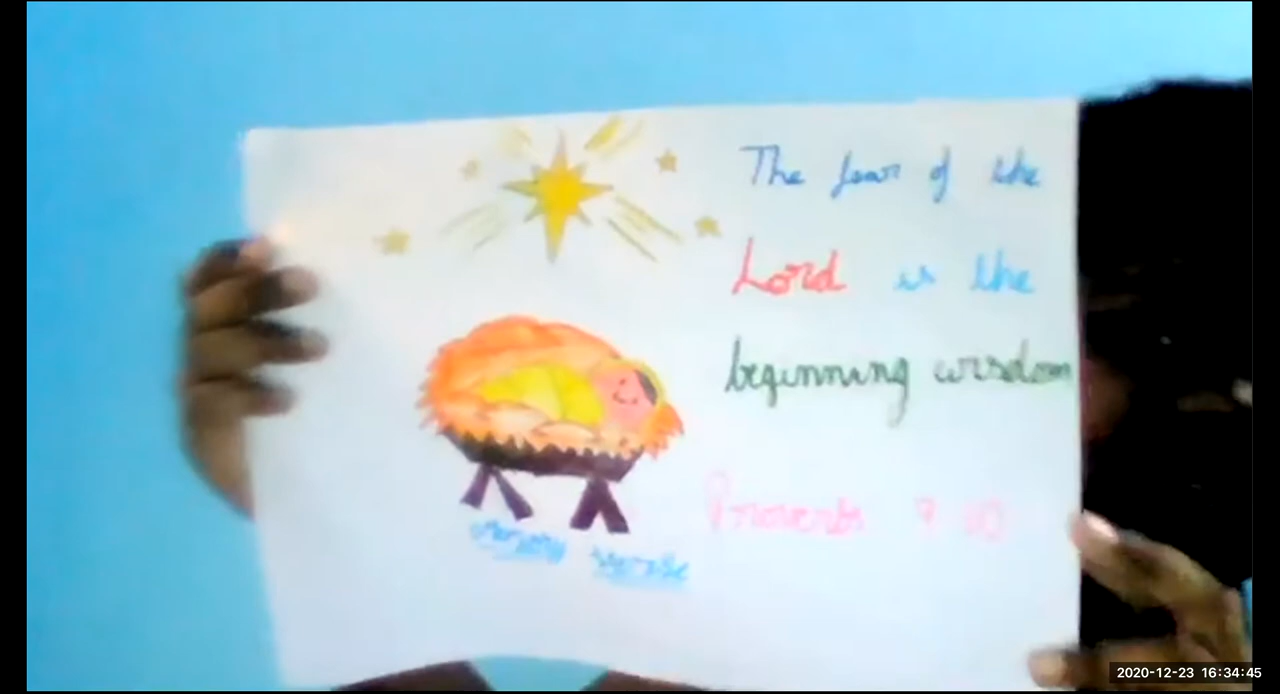 The fear of the
Lord is the
beginning wisdom
Proverbs 9:10
Memory Verse
2020-12-23 16:34:45